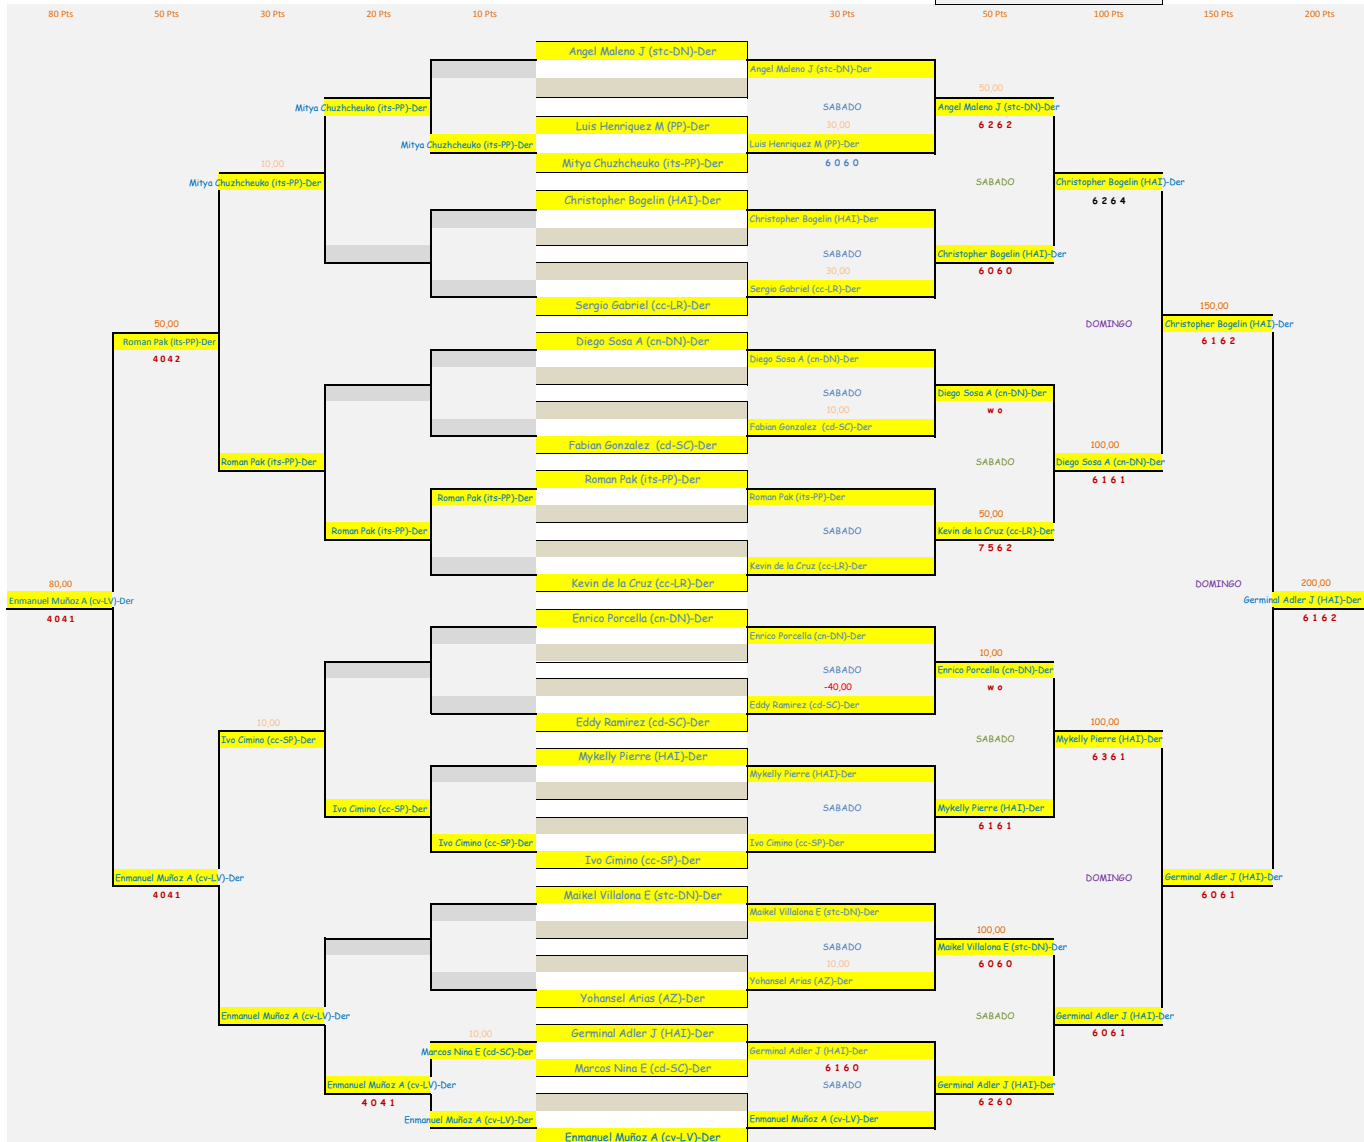 80 Pts 50 Pts 30 Pts 20 Pts 10 Pts 30 Pts 50 Pts 100 Pts 150 Pts 200 Pts
Angel Maleno J (stc-DN)-Der
Angel Maleno J (stc-DN)-Der
50,00
Mitya Chuzhcheuko (its-PP)-Der SABADO Angel Maleno J (stc-DN)-Der
Luis Henriquez M (PP)-Der 30,00 6 2 6 2
Mitya Chuzhcheuko (its-PP)-Der Luis Henriquez M (PP)-Der
10,00 Mitya Chuzhcheuko (its-PP)-Der 6 0 6 0
Mitya Chuzhcheuko (its-PP)-Der SABADO Christopher Bogelin (HAI)-Der
Christopher Bogelin (HAI)-Der 6 2 6 4
Christopher Bogelin (HAI)-Der
SABADO Christopher Bogelin (HAI)-Der
30,00 6 0 6 0
Sergio Gabriel (cc-LR)-Der
Sergio Gabriel (cc-LR)-Der 150,00
50,00 DOMINGO Christopher Bogelin (HAI)-Der
Roman Pak (its-PP)-Der Diego Sosa A (cn-DN)-Der 6 1 6 2
4 0 4 2 Diego Sosa A (cn-DN)-Der
SABADO Diego Sosa A (cn-DN)-Der
10,00 w o
Fabian Gonzalez (cd-SC)-Der
Fabian Gonzalez (cd-SC)-Der 100,00
Roman Pak (its-PP)-Der SABADO Diego Sosa A (cn-DN)-Der
Roman Pak (its-PP)-Der 6 1 6 1
Roman Pak (its-PP)-Der Roman Pak (its-PP)-Der
50,00
Roman Pak (its-PP)-Der SABADO Kevin de la Cruz (cc-LR)-Der
7 5 6 2
Kevin de la Cruz (cc-LR)-Der
80,00 Kevin de la Cruz (cc-LR)-Der DOMINGO 200,00
Enmanuel Muñoz A (cv-LV)-Der Germinal Adler J (HAI)-Der
4 0 4 1 Enrico Porcella (cn-DN)-Der 6 1 6 2
Enrico Porcella (cn-DN)-Der
10,00
SABADO Enrico Porcella (cn-DN)-Der
-40,00 w o
Eddy Ramirez (cd-SC)-Der
10,00 Eddy Ramirez (cd-SC)-Der 100,00
Ivo Cimino (cc-SP)-Der SABADO Mykelly Pierre (HAI)-Der
Mykelly Pierre (HAI)-Der 6 3 6 1
Mykelly Pierre (HAI)-Der
Ivo Cimino (cc-SP)-Der SABADO Mykelly Pierre (HAI)-Der
6 1 6 1
Ivo Cimino (cc-SP)-Der Ivo Cimino (cc-SP)-Der
Ivo Cimino (cc-SP)-Der
Enmanuel Muñoz A (cv-LV)-Der DOMINGO Germinal Adler J (HAI)-Der
4 0 4 1 Maikel Villalona E (stc-DN)-Der 6 0 6 1
Maikel Villalona E (stc-DN)-Der
100,00
SABADO Maikel Villalona E (stc-DN)-Der
10,00 6 0 6 0
Yohansel Arias (AZ)-Der
Yohansel Arias (AZ)-Der
Enmanuel Muñoz A (cv-LV)-Der SABADO Germinal Adler J (HAI)-Der
10,00 Germinal Adler J (HAI)-Der 6 0 6 1
Marcos Nina E (cd-SC)-Der Germinal Adler J (HAI)-Der
Marcos Nina E (cd-SC)-Der 6 1 6 0
Enmanuel Muñoz A (cv-LV)-Der SABADO Germinal Adler J (HAI)-Der
4 0 4 1 6 2 6 0
Enmanuel Muñoz A (cv-LV)-Der Enmanuel Muñoz A (cv-LV)-Der
Enmanuel Muñoz A (cv-LV)-Der